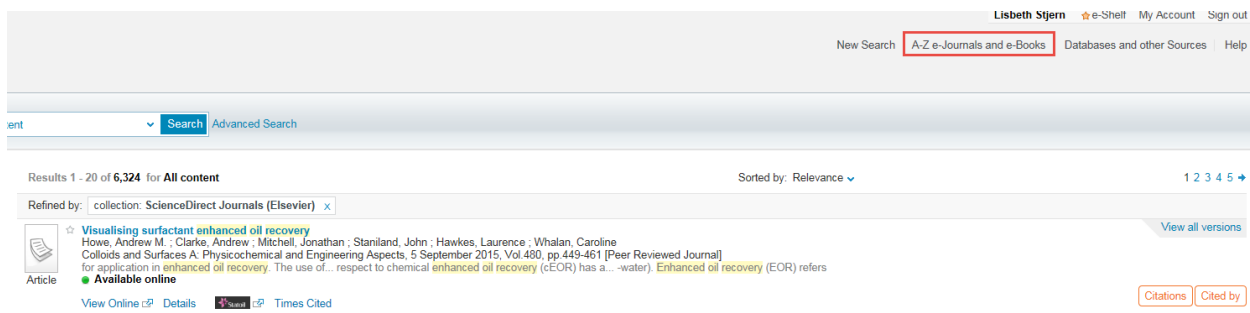 Lisbeth Stjern e-Shelf My Account Sign out
New Search A-Z e-Journals and e-Books Databases and other Sources Help
tent Search Advanced Search
Results 1 - 20 of 6,324 for All content Sorted by: Relevance 1 2 3 4 5
Refined by: collection: ScienceDirect Journals (Elsevier) x
Visualising surfactant enhanced oil recovery View all versions
Howe, Andrew M. ; Clarke, Andrew ; Mitchell, Jonathan ; Staniland, John ; Hawkes, Laurence ; Whalan, Caroline
Colloids and Surfaces A: Physicochemical and Engineering Aspects, 5 September 2015, Vol.480, pp.449-461 [Peer Reviewed Journal]
for application in enhanced oil recovery. The use of... respect to chemical enhanced oil recovery (cEOR) has a... -water). Enhanced oil recovery (EOR) refers
Article Available online
View Online Details Statoil Times Cited Citations Cited by